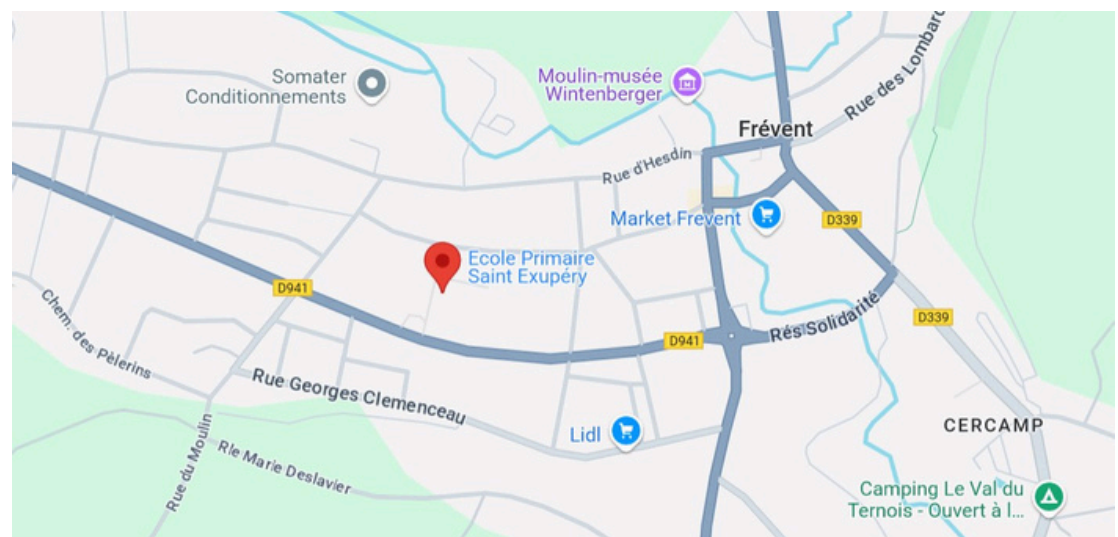 Somater
Conditionnements
Moulin-musée
Wintenberger
Frévent
Rue des Lombard
Rue d'Hesdin
Market Frevent
D339
Ecole Primaire
Saint Exupéry
D941
D339
Rés Solidarité
D941
Chem. des Pèlerins
Rue Georges Clemenceau
Lidl
CERCAMP
Rue du Moulin
Rle Marie Deslavier
Camping Le Val du
Ternois - Ouvert à l...